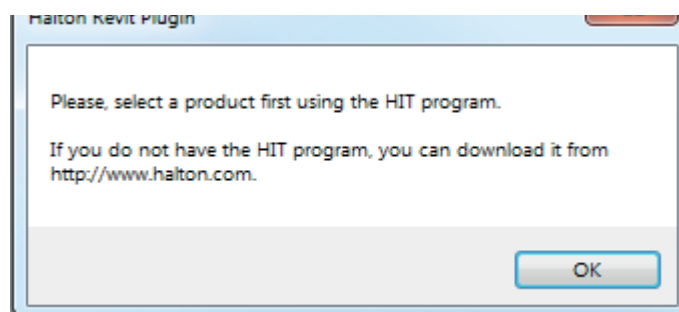 Halton Revit Plugin
Please, select a product first using the HIT program.
If you do not have the HIT program, you can download it from
http://www.halton.com.
OK